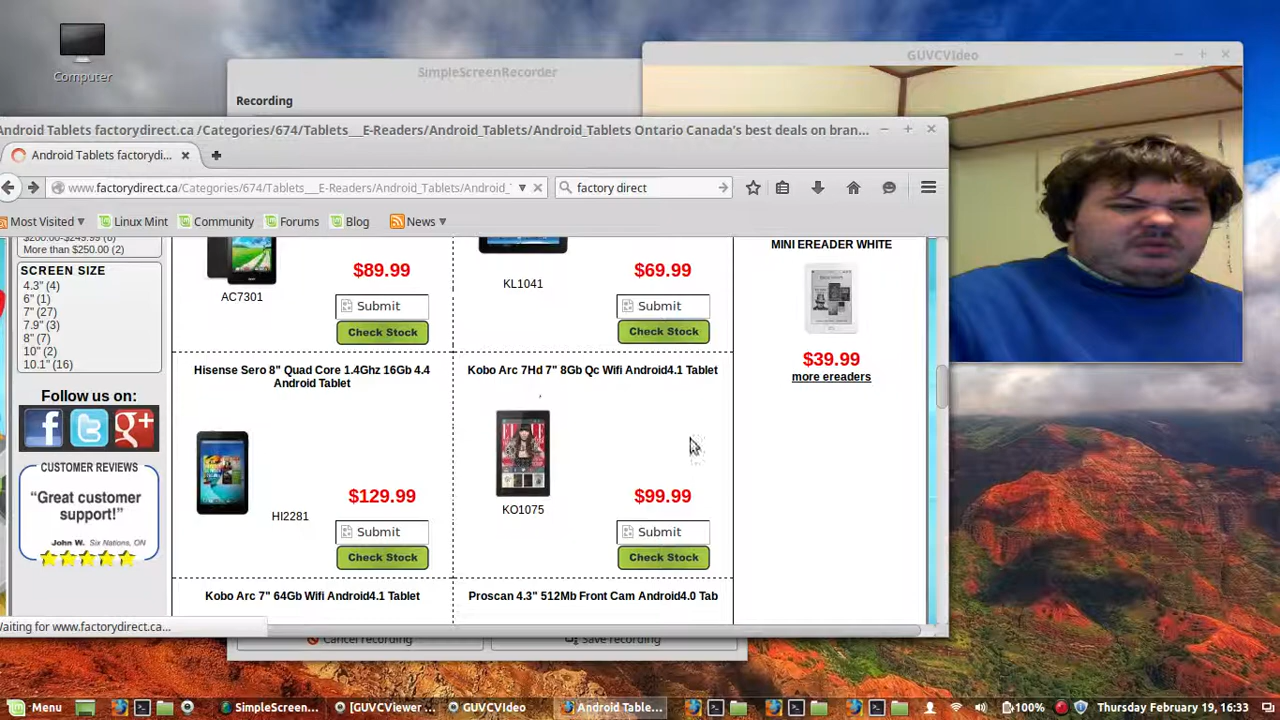 Computer
SimpleScreenRecorder
Recording
GUVCVIdeo
Android Tablets factorydirect.ca /Categories/674/Tablets__E-Readers/Android_Tablets/Android_Tablets Ontario Canada's best deals on bran...
Android Tablets factorydi...
www.factorydirect.ca/Categories/674/Tablets__E-Readers/Android_Tablets/Android_
factory direct
Most Visited
Linux Mint
Community
Forums
Blog
News
$200.00-$249.99 (6)
More than $250.00 (2)
SCREEN SIZE
4.3" (4)
6" (1)
7" (27)
7.9" (3)
8" (7)
10" (2)
10.1" (16)
Follow us on:
CUSTOMER REVIEWS
"Great customer
support!"
John W. Six Nations, ON
$89.99
AC7301
Submit
Check Stock
$69.99
KL1041
Submit
Check Stock
Hisense Sero 8" Quad Core 1.4Ghz 16Gb 4.4
Android Tablet
$129.99
HI2281
Submit
Check Stock
Kobo Arc 7Hd 7" 8Gb Qc Wifi Android4.1 Tablet
ELLE
$99.99
KO1075
Submit
Check Stock
Kobo Arc 7" 64Gb Wifi Android4.1 Tablet
Proscan 4.3" 512Mb Front Cam Android4.0 Tab
MINI EREADER WHITE
$39.99
more ereaders
Waiting for www.factorydirect.ca...
Cancel recording
Save recording
Menu
SimpleScreen...
[GUVCViewer ...
GUVCVIdeo
Android Table...
100%
Thursday February 19, 16:33